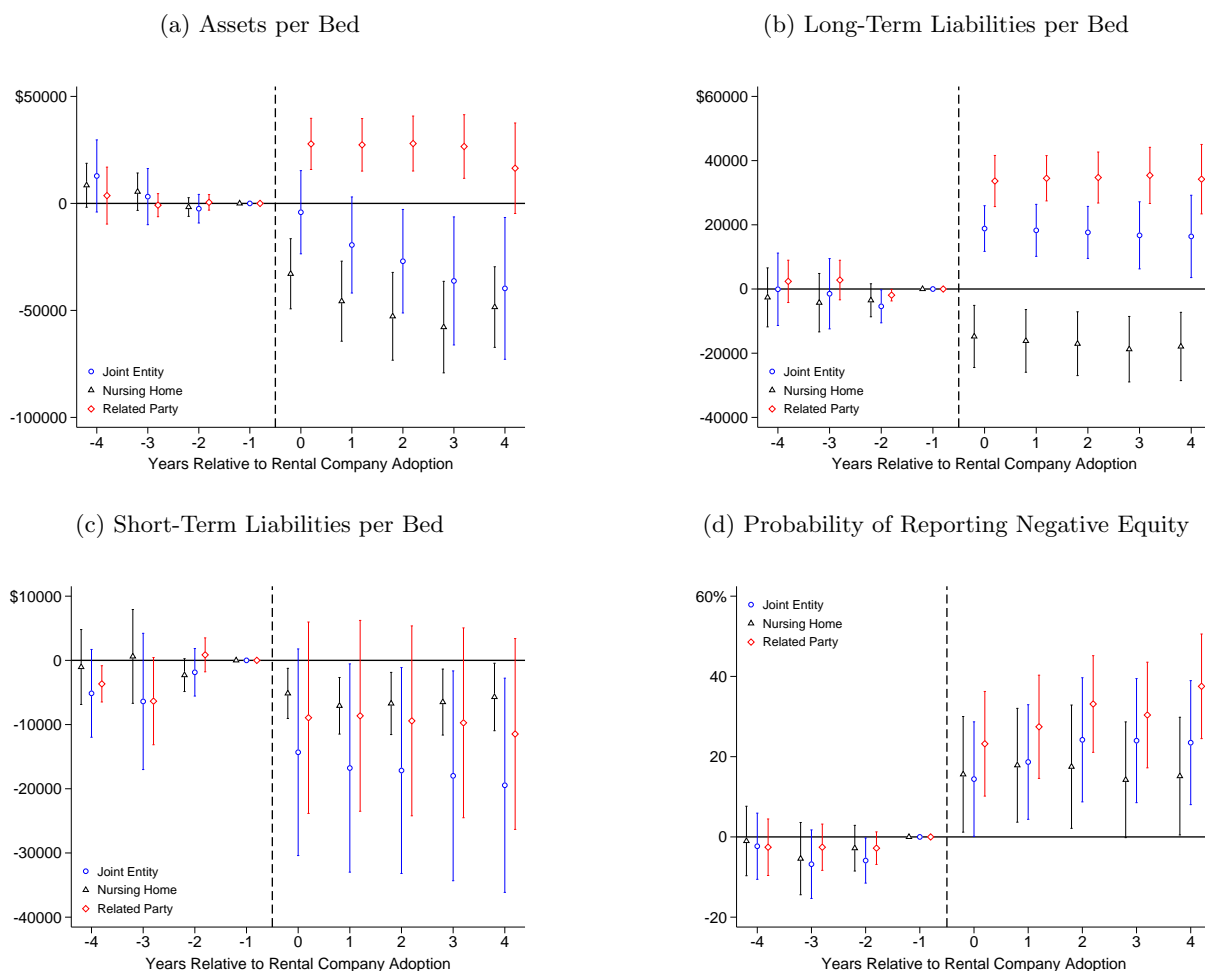 (a) Assets per Bed
$50000
0
-50000
-100000
Joint Entity
Nursing Home
Related Party
-4 -3 -2 -1 0 1 2 3 4
Years Relative to Rental Company Adoption
(b) Long-Term Liabilities per Bed
$60000
40000
20000
0
-20000
-40000
Joint Entity
Nursing Home
Related Party
-4 -3 -2 -1 0 1 2 3 4
Years Relative to Rental Company Adoption
(c) Short-Term Liabilities per Bed
$10000
0
-10000
-20000
-30000
-40000
Joint Entity
Nursing Home
Related Party
-4 -3 -2 -1 0 1 2 3 4
Years Relative to Rental Company Adoption
(d) Probability of Reporting Negative Equity
60%
40
20
0
-20
Joint Entity
Nursing Home
Related Party
-4 -3 -2 -1 0 1 2 3 4
Years Relative to Rental Company Adoption